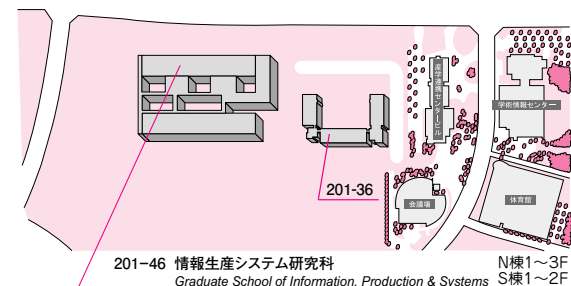 産学連携センタービル
学術情報センター
201-36
会議場
体育館
201-46 情報生産システム研究科 N棟1〜3F
Graduate School of Information, Production & Systems S棟1〜2F